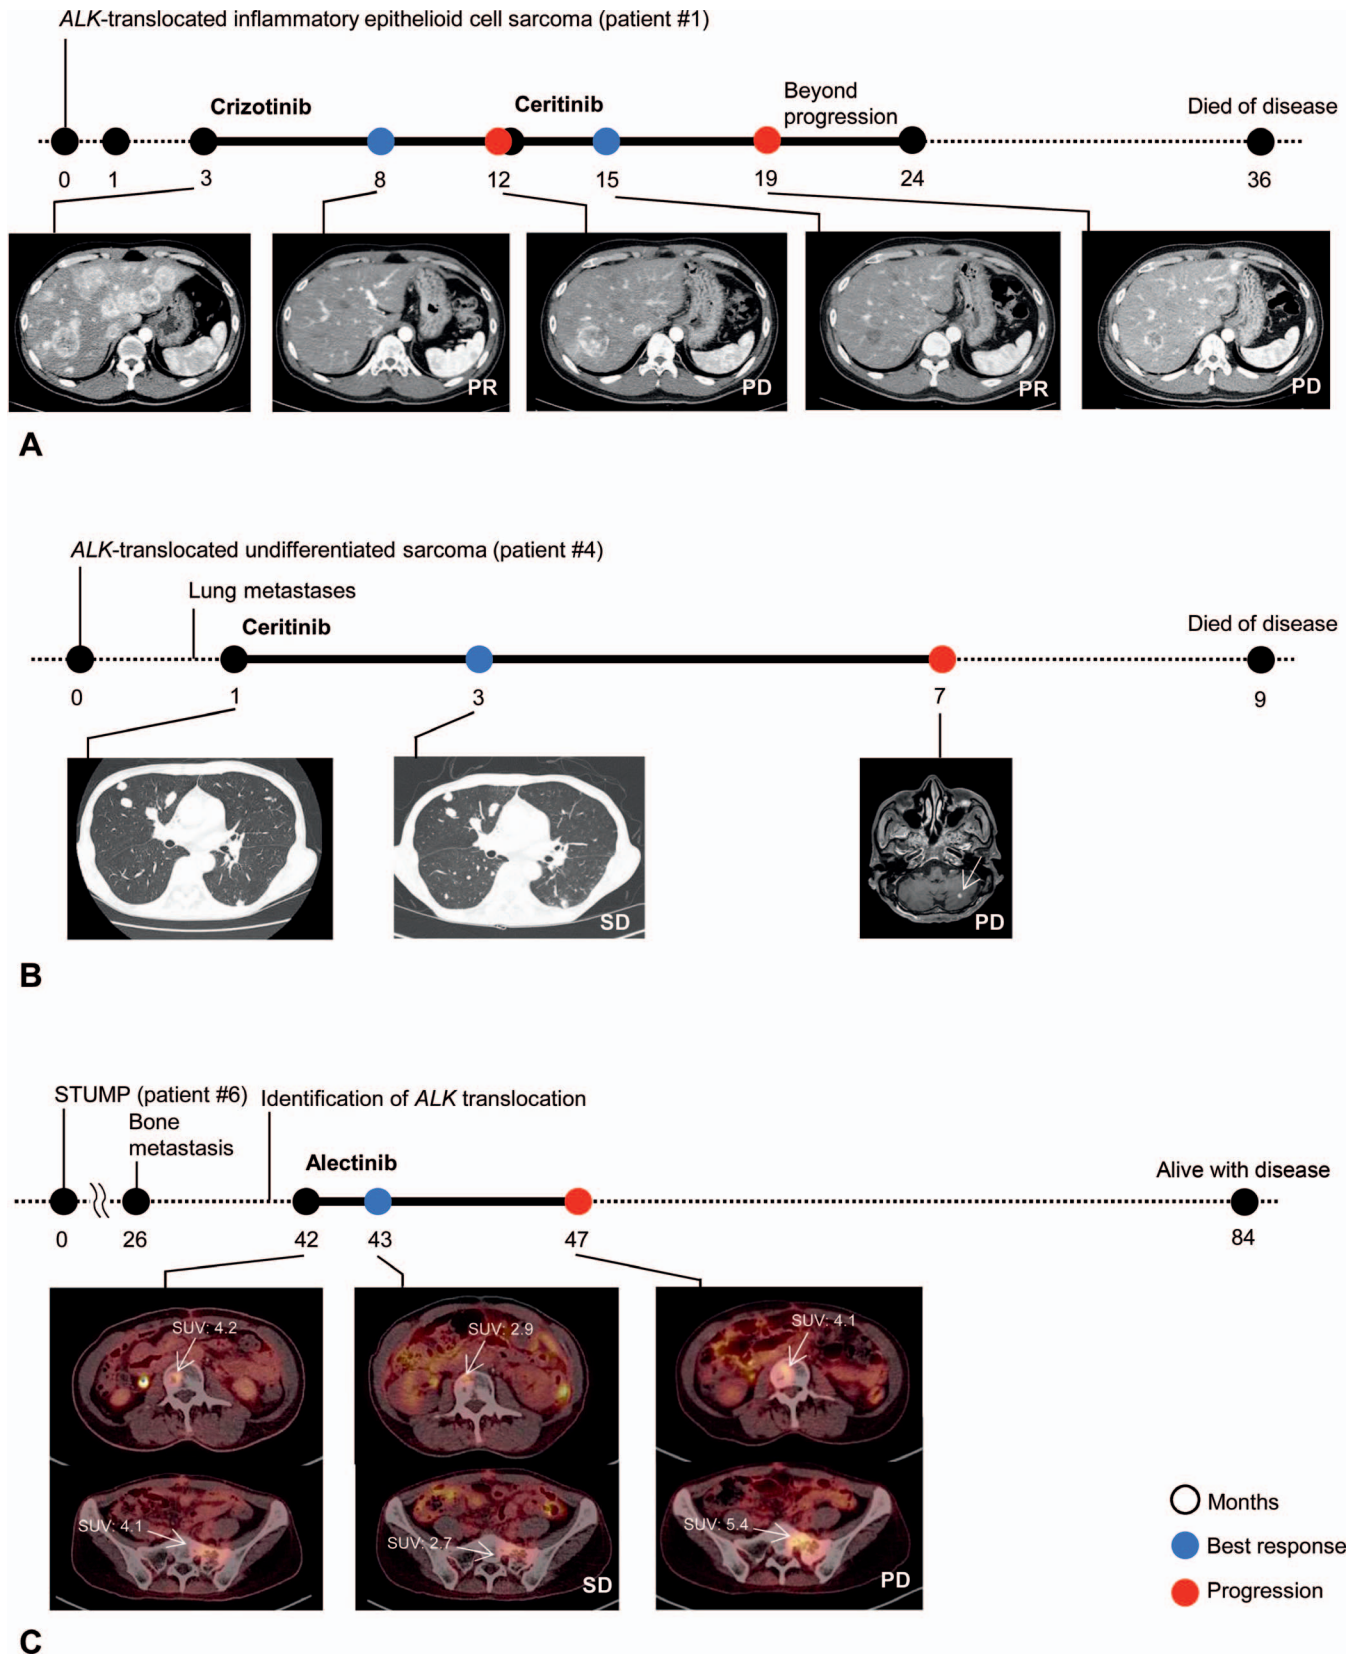 ALK-translocated inflammatory epithelioid cell sarcoma (patient #1)
Crizotinib
Ceritinib
Beyond
progression
Died of disease
0 1 3 8 12 15 19 24 36
PR
PD
PR
PD
A
ALK-translocated undifferentiated sarcoma (patient #4)
Lung metastases
Ceritinib
Died of disease
0 1 3 7 9
SD
PD
B
STUMP (patient #6)
Identification of ALK translocation
Bone
metastasis
Alectinib
Alive with disease
0 26 42 43 47 84
SUV: 4.2
SUV: 2.9
SUV: 4.1
SUV: 4.1
SUV: 2.7
SUV: 5.4
SD
PD
Months
Best response
Progression
C